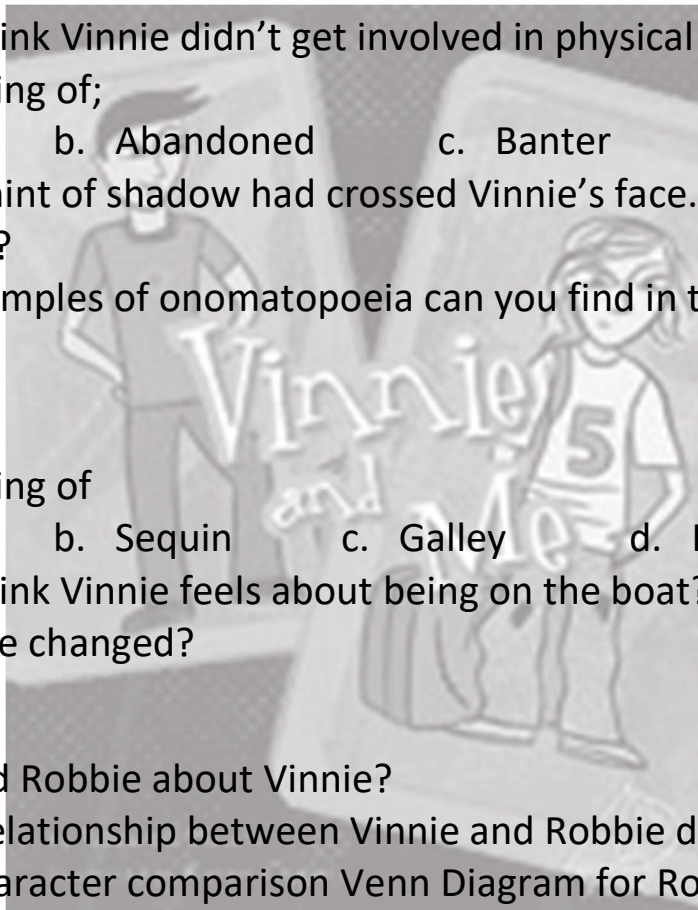 ink Vinnie didn't get involved in physical
ing of;
b. Abandoned c. Banter
int of shadow had crossed Vinnie's face.
?
mples of onomatopoeia can you find in t
Vinnie
and
Me
5
ing of
b. Sequin c. Galley d.
ink Vinnie feels about being on the boat?
e changed?
d Robbie about Vinnie?
elationship between Vinnie and Robbie d
aracter comparison Venn Diagram for Ro